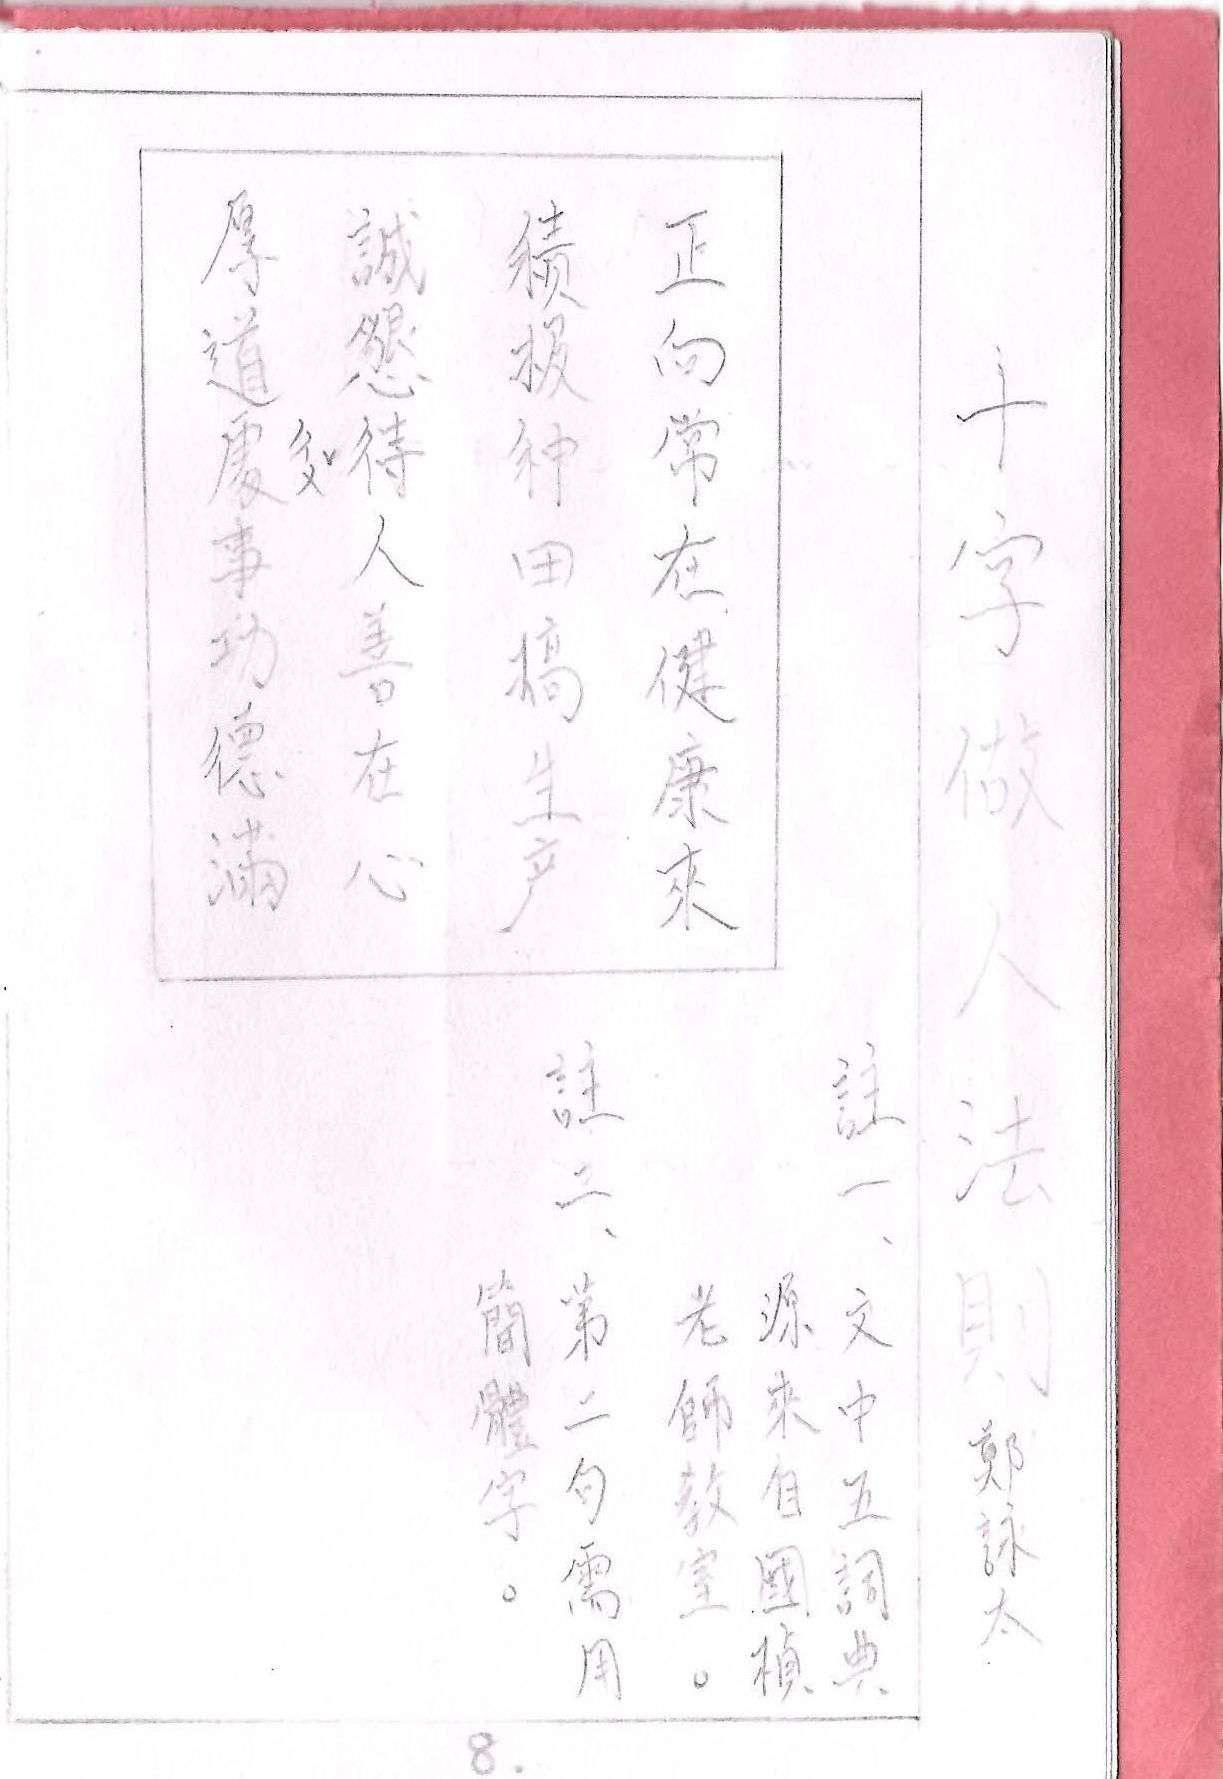 十字做人法則 鄭詠太
正向常在健康來
积极种田搞生产
誠懇待人善在心
厚道處事功德滿
註一、文中五詞典
源來自國楨
老師教室。
註二、第二句需用
簡體字。
8.